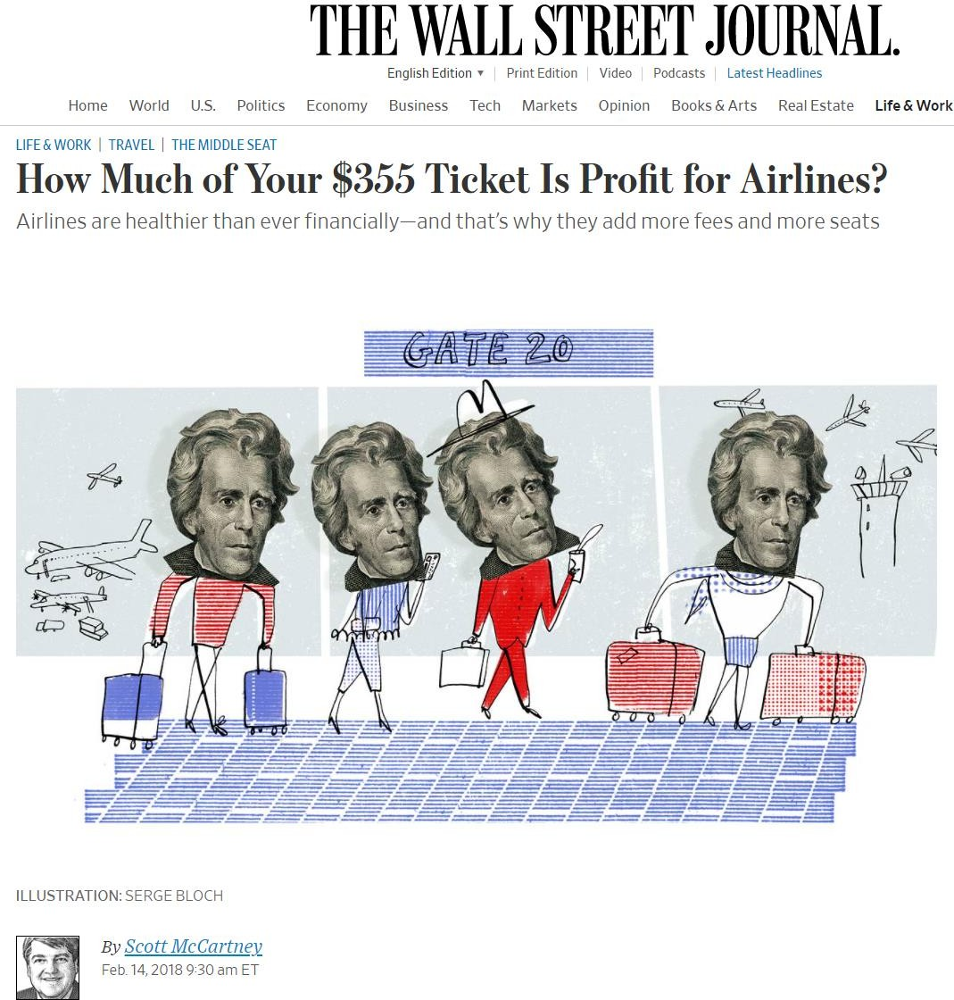 THE WALL STREET JOURNAL.
English Edition ▼ | Print Edition | Video | Podcasts | Latest Headlines
Home World U.S. Politics Economy Business Tech Markets Opinion Books & Arts Real Estate Life & Work
LIFE & WORK | TRAVEL | THE MIDDLE SEAT
How Much of Your $355 Ticket Is Profit for Airlines?
Airlines are healthier than ever financially—and that’s why they add more fees and more seats
GATE 20
ILLUSTRATION: SERGE BLOCH
By Scott McCartney
Feb. 14, 2018 9:30 am ET